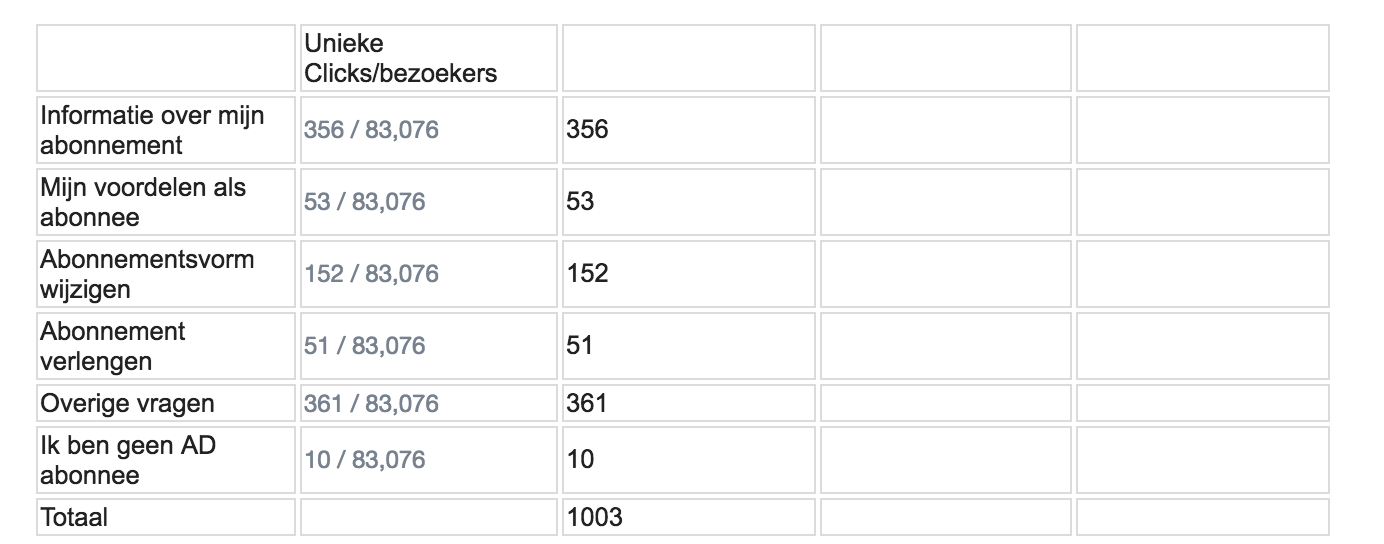 Unieke
Clicks/bezoekers
Informatie over mijn
abonnement
356 / 83,076
356
Mijn voordelen als
abonnee
53 / 83,076
53
Abonnementsvorm
wijzigen
152 / 83,076
152
Abonnement
verlengen
51 / 83,076
51
Overige vragen
361 / 83,076
361
Ik ben geen AD
abonnee
10 / 83,076
10
Totaal
1003